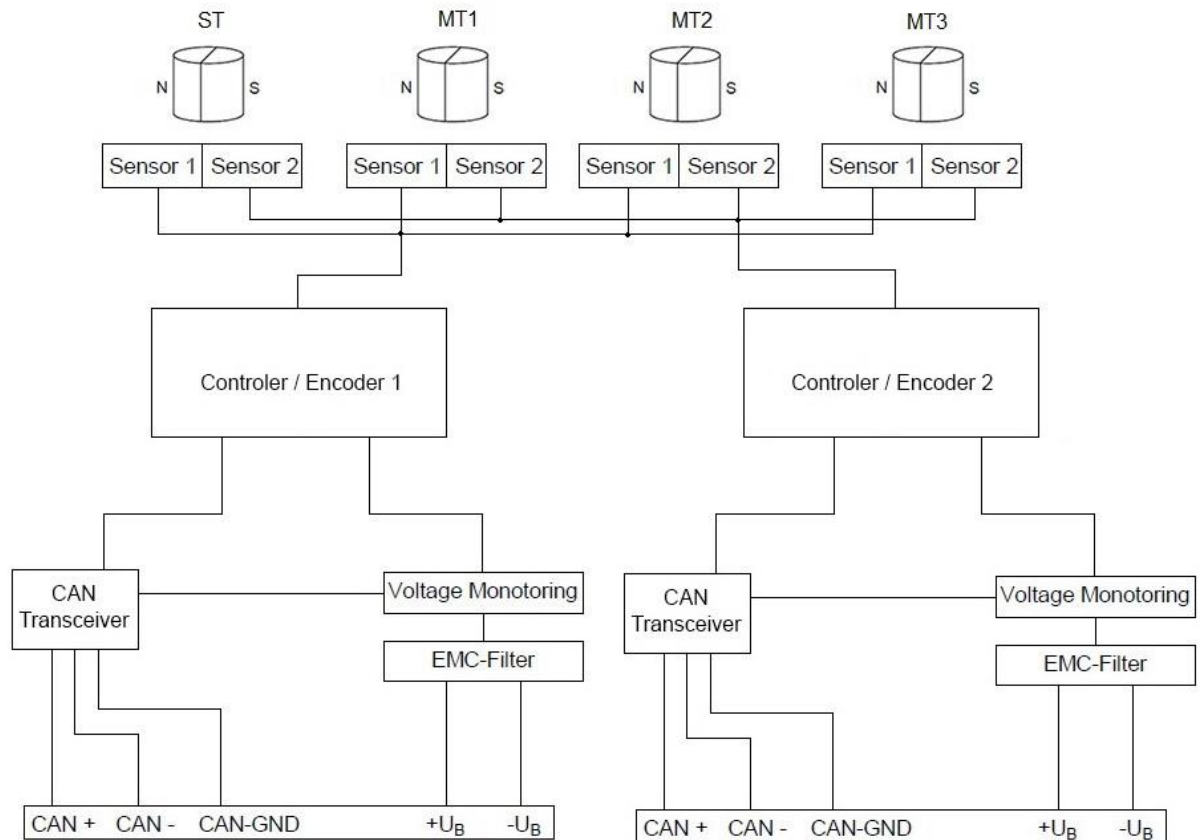 ST MT1 MT2 MT3
N S N S N S N S
Sensor 1 Sensor 2 Sensor 1 Sensor 2 Sensor 1 Sensor 2 Sensor 1 Sensor 2
Controler / Encoder 1
Controler / Encoder 2
CAN
Transceiver
Voltage Monotoring
EMC-Filter
CAN
Transceiver
Voltage Monotoring
EMC-Filter
CAN + CAN - CAN-GND +UB -UB
CAN + CAN - CAN-GND +UB -UB